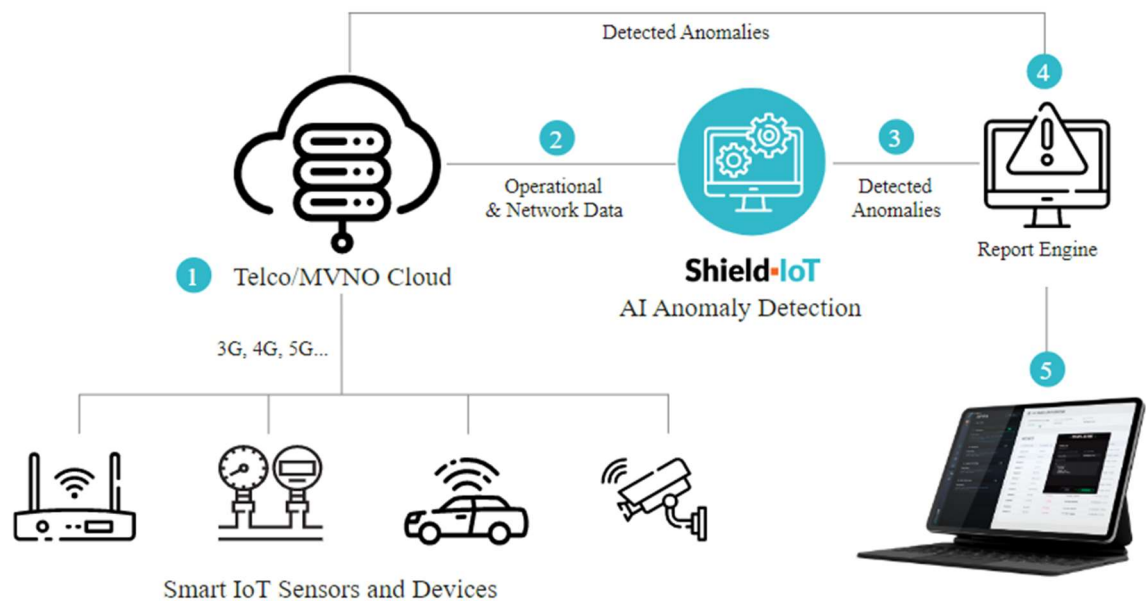 Detected Anomalies
4
2
3
Operational
& Network Data
Detected
Anomalies
Report Engine
1
Telco/MVNO Cloud
Shield-IoT
AI Anomaly Detection
3G, 4G, 5G...
5
Smart IoT Sensors and Devices